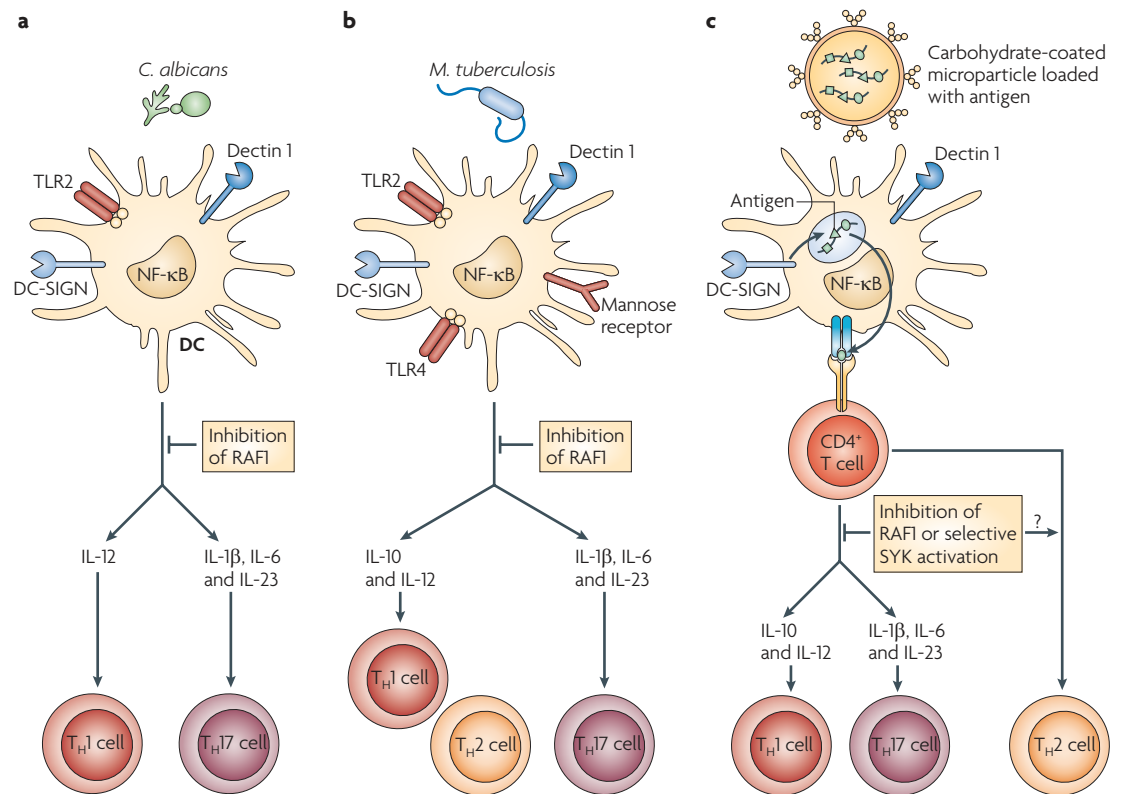 a
C. albicans
TLR2
Dectin 1
DC-SIGN
NF-κB
DC
Inhibition
of RAF1
IL-12
IL-1β, IL-6
and IL-23
TH1 cell
TH17 cell
b
M. tuberculosis
TLR2
Dectin 1
DC-SIGN
NF-κB
Mannose
receptor
TLR4
Inhibition
of RAF1
IL-10
and IL-12
IL-1β, IL-6
and IL-23
TH1 cell
TH2 cell
TH17 cell
c
Carbohydrate-coated
microparticle loaded
with antigen
Dectin 1
Antigen
DC-SIGN
NF-κB
CD4+
T cell
Inhibition of
RAF1 or selective
SYK activation
?
IL-10
and IL-12
IL-1β, IL-6
and IL-23
TH1 cell
TH17 cell
TH2 cell